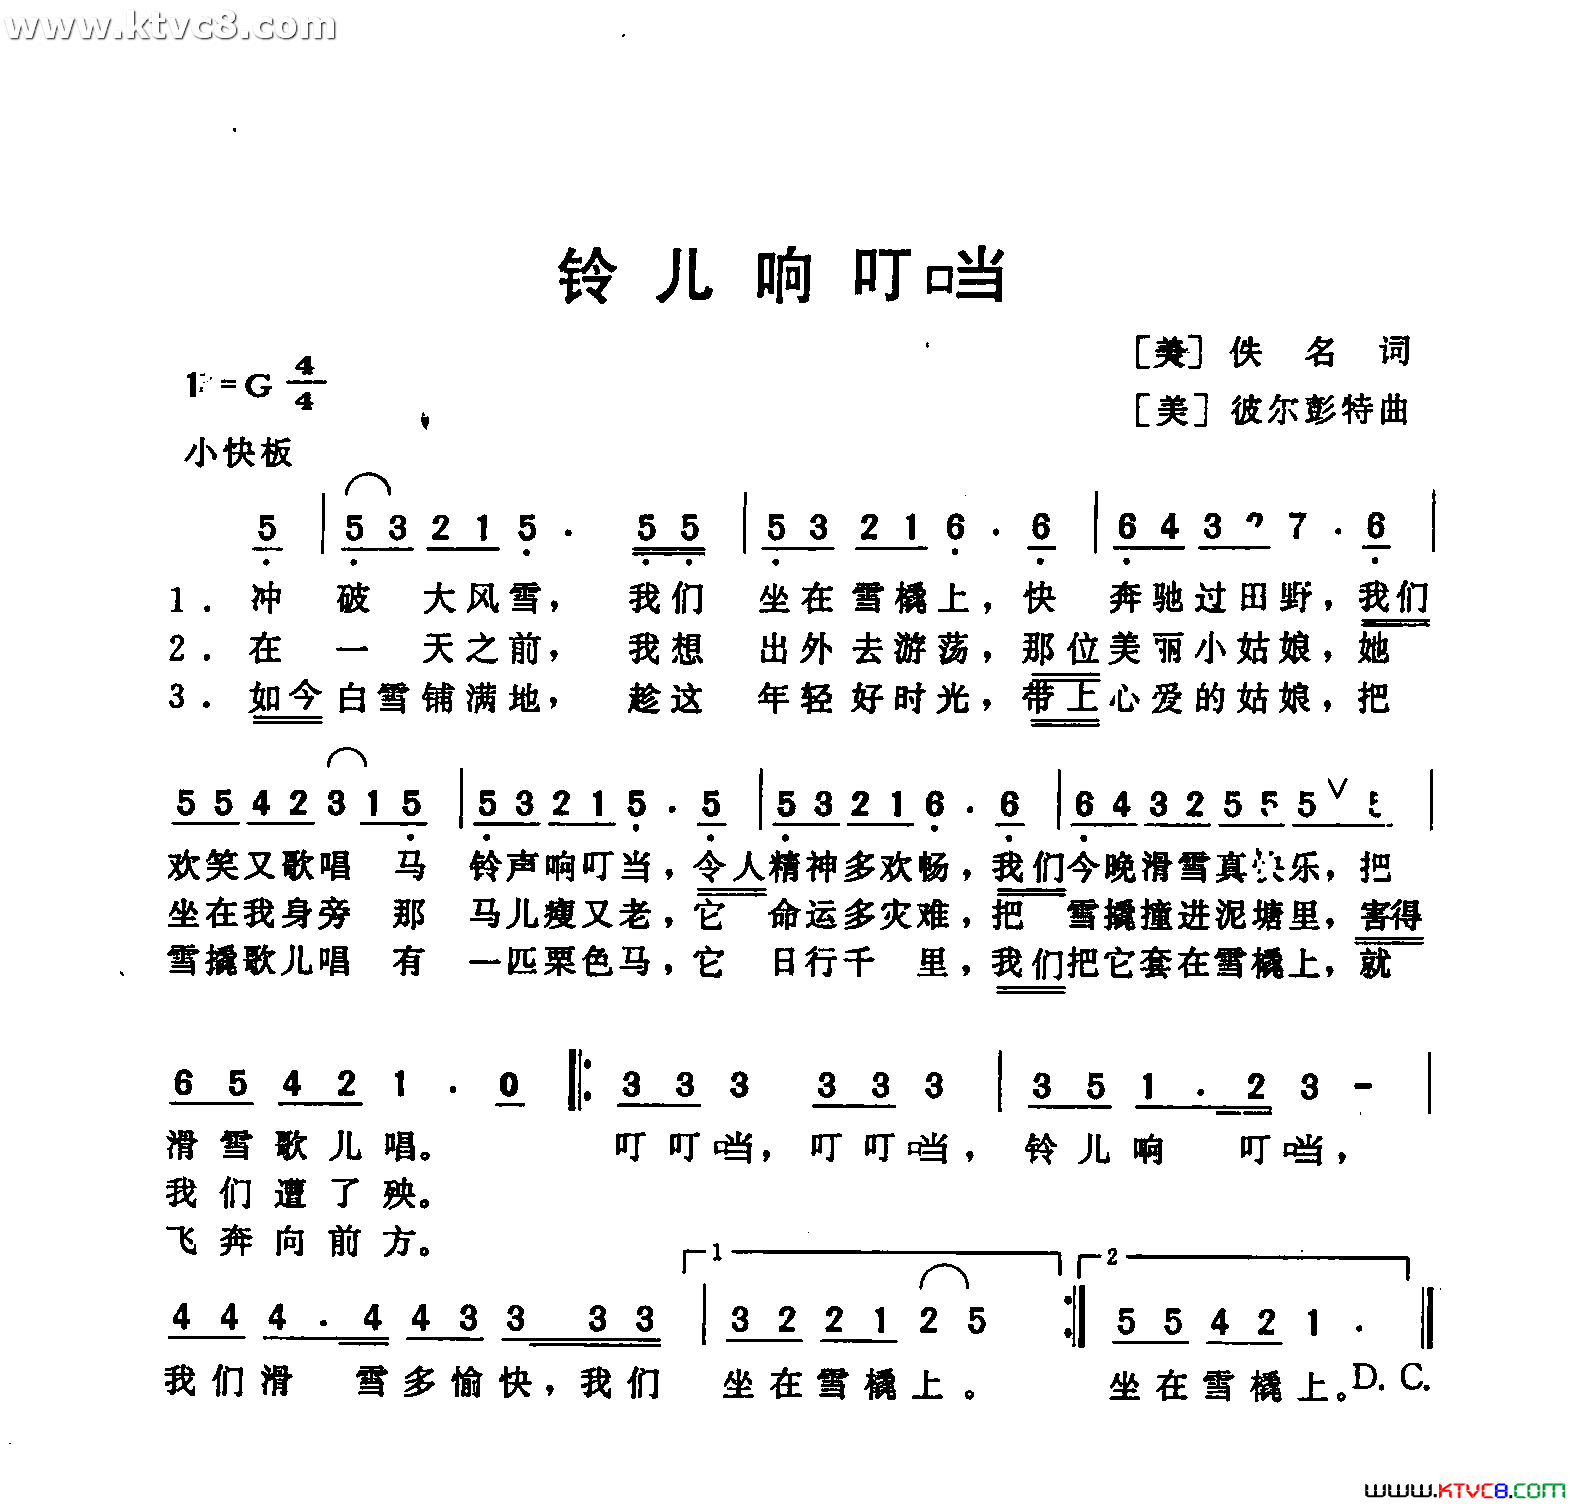 www.ktvc8.com
铃儿响叮当
1=G 4/4
[美] 佚名 词
[美] 彼尔彭特曲
小快板
5 | 5 3 2 1 5 . 5 5 | 5 3 2 1 6 . 6 | 6 4 3 2 7 . 6 |
1. 冲 破 大风雪, 我们 坐在雪橇上, 快 奔驰过田野, 我们
2. 在 一 天之前, 我想 出外去游荡, 那位美丽小姑娘, 她
3. 如今白雪铺满地, 趁这 年轻好时光, 带上心爱的姑娘, 把
5 5 4 2 3 1 5 | 5 3 2 1 5 . 5 | 5 3 2 1 6 . 6 | 6 4 3 2 5 5 5 ∨ 5 |
欢笑又歌唱 马 铃声响叮当, 令人精神多欢畅, 我们今晚滑雪真快乐, 把
坐在我身旁 那 马儿瘦又老, 它 命运多灾难, 把 雪撬撞进泥塘里, 害得
雪撬歌儿唱 有 一匹栗色马, 它 日行千里, 我们把它套在雪橇上, 就
6 5 4 2 1 . 0 ‖: 3 3 3 3 3 3 | 3 5 1 . 2 3 – |
滑雪歌儿唱。 叮叮当, 叮叮当, 铃儿响 叮当,
我们遭了殃。
飞奔向前方。
1 2
4 4 4 . 4 4 3 3 3 3 | 3 2 2 1 2 5 :‖ 5 5 4 2 1 . ‖
我们滑 雪多愉快, 我们 坐在雪橇上。 坐在雪橇上。D.C.
www.KTVC8.COM